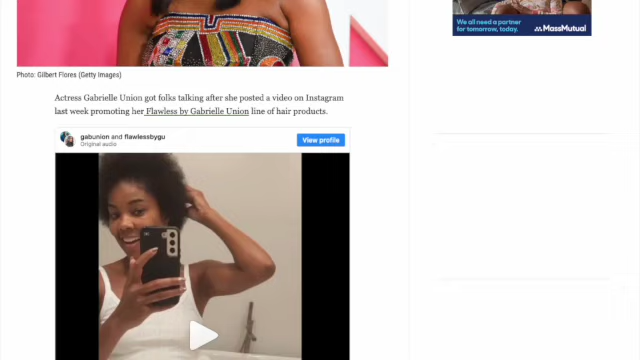 We all need a partner
for tomorrow, today.
MassMutual
Photo: Gilbert Flores (Getty Images)
Actress Gabrielle Union got folks talking after she posted a video on Instagram
last week promoting her Flawless by Gabrielle Union line of hair products.
gabunion and flawlessbygu
Original audio
View profile